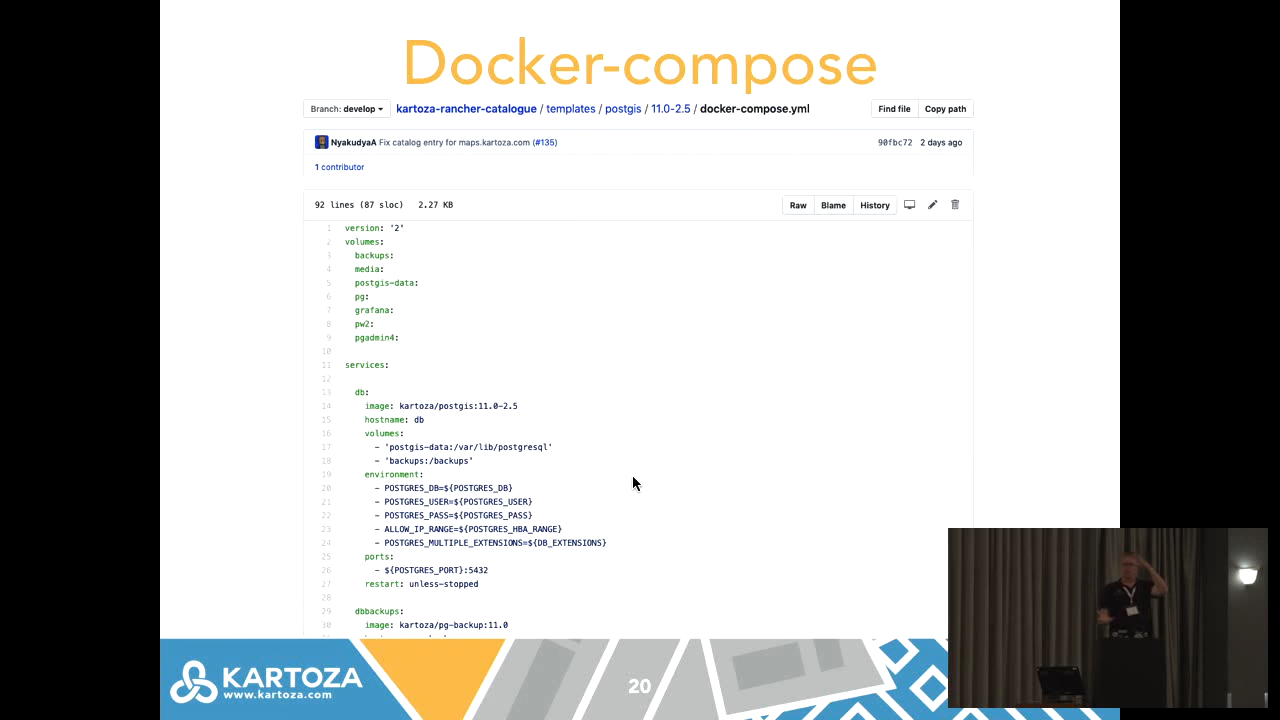 Docker-compose
Branch: develop
kartoza-rancher-catalogue / templates / postgis / 11.0-2.5 / docker-compose.yml
Find file
Copy path
NyakudyaA Fix catalog entry for maps.kartoza.com (#135)
90fbc72 2 days ago
1 contributor
92 lines (87 sloc) 2.27 KB
Raw
Blame
History
1 version: '2'
2 volumes:
3 backups:
4 media:
5 postgis-data:
6 pg:
7 grafana:
8 pw2:
9 pgadmin4:
10
11 services:
12
13 db:
14 image: kartoza/postgis:11.0-2.5
15 hostname: db
16 volumes:
17 - 'postgis-data:/var/lib/postgresql'
18 - 'backups:/backups'
19 environment:
20 - POSTGRES_DB=${POSTGRES_DB}
21 - POSTGRES_USER=${POSTGRES_USER}
22 - POSTGRES_PASS=${POSTGRES_PASS}
23 - ALLOW_IP_RANGE=${POSTGRES_HBA_RANGE}
24 - POSTGRES_MULTIPLE_EXTENSIONS=${DB_EXTENSIONS}
25 ports:
26 - ${POSTGRES_PORT}:5432
27 restart: unless-stopped
28
29 dbbackups:
30 image: kartoza/pg-backup:11.0
KARTOZA
www.kartoza.com
20